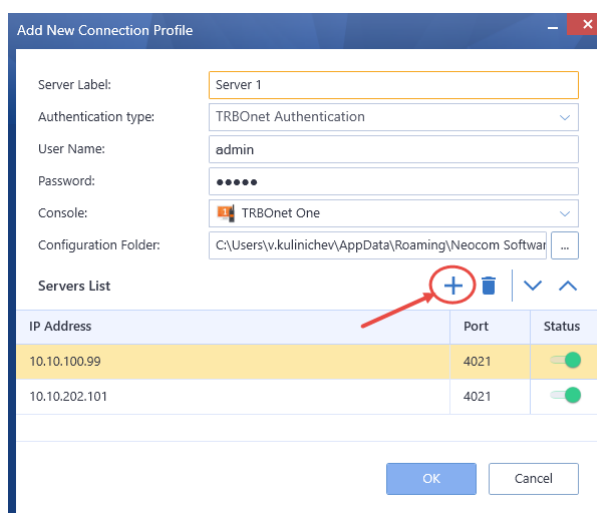 Add New Connection Profile
Server Label: Server 1
Authentication type: TRBOnet Authentication
User Name: admin
Password: •••••
Console: TRBOnet One
Configuration Folder: C:\Users\v.kulinichev\AppData\Roaming\Neocom Softwar ...
Servers List
IP Address Port Status
10.10.100.99 4021
10.10.202.101 4021
OK Cancel